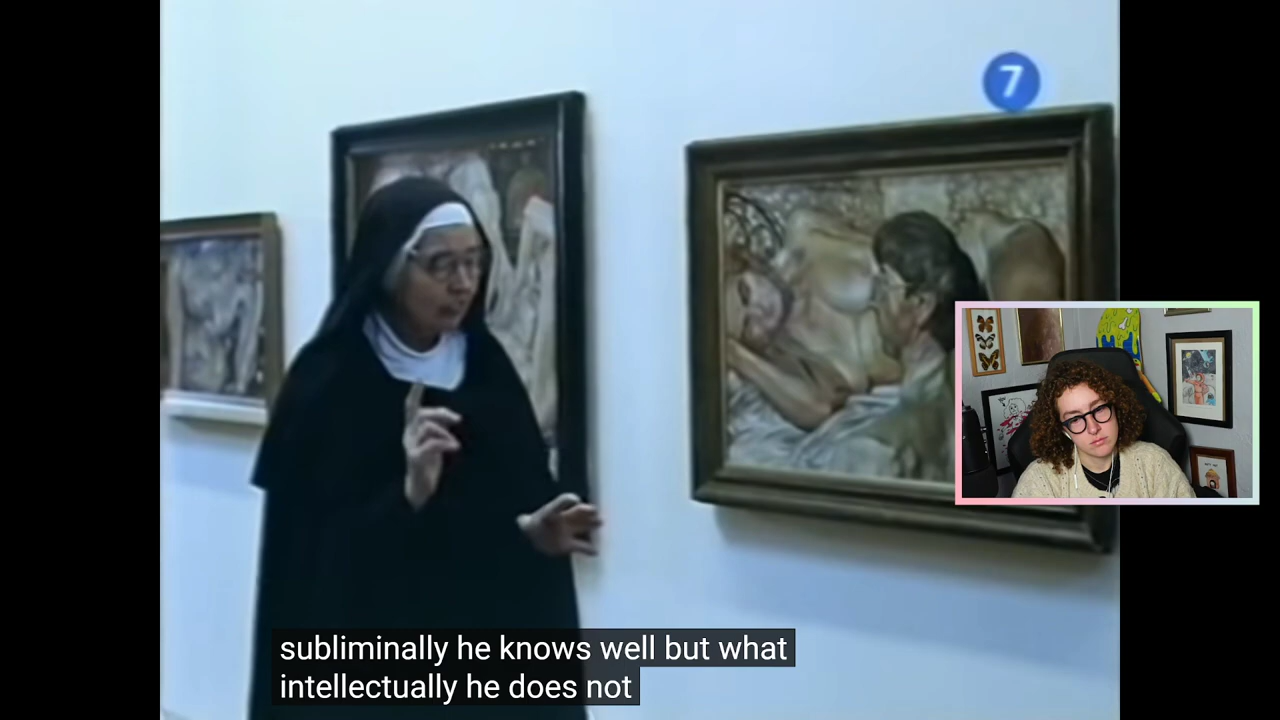 7
subliminally he knows well but what
intellectually he does not